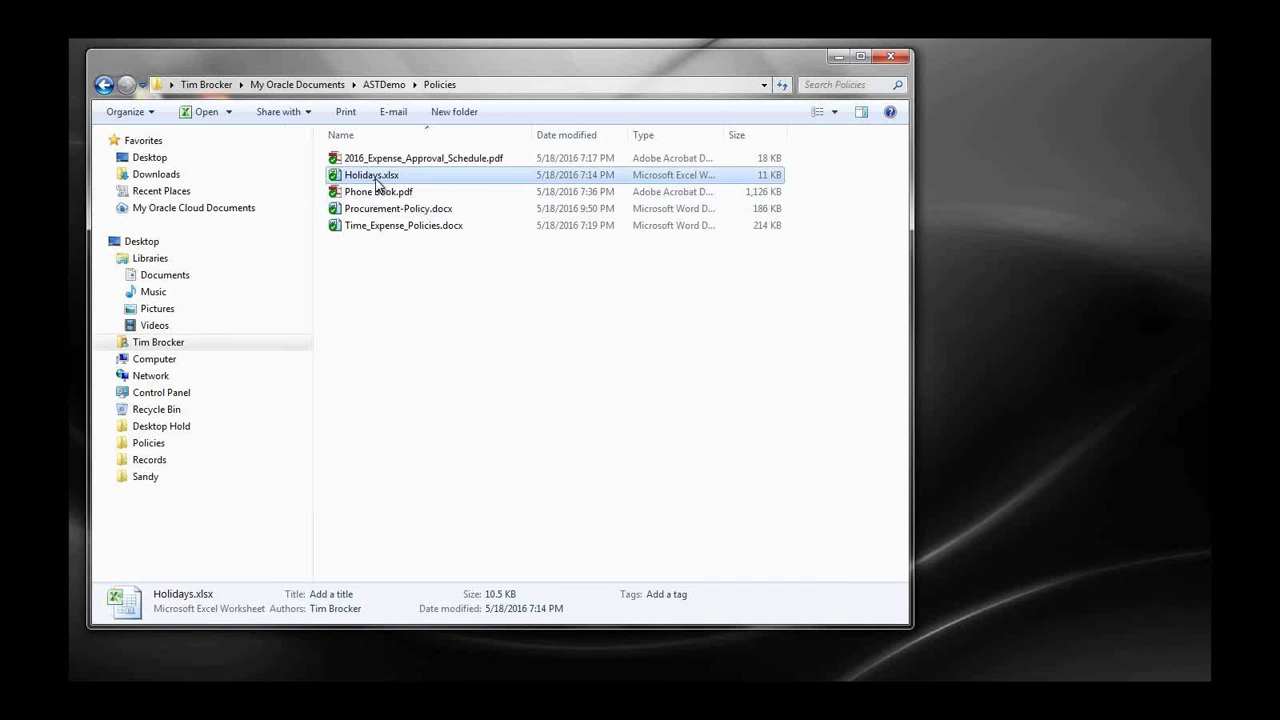 Tim Brocker My Oracle Documents ASTDemo Policies Search Policies
Organize Open Share with Print E-mail New folder
Favorites
Desktop
Downloads
Recent Places
My Oracle Cloud Documents
Desktop
Libraries
Documents
Music
Pictures
Videos
Tim Brocker
Computer
Network
Control Panel
Recycle Bin
Desktop Hold
Policies
Records
Sandy
Name Date modified Type Size
2016_Expense_Approval_Schedule.pdf 5/18/2016 7:17 PM Adobe Acrobat D... 18 KB
Holidays.xlsx 5/18/2016 7:14 PM Microsoft Excel W... 11 KB
Phone Book.pdf 5/18/2016 7:36 PM Adobe Acrobat D... 1,126 KB
Procurement-Policy.docx 5/18/2016 9:50 PM Microsoft Word D... 186 KB
Time_Expense_Policies.docx 5/18/2016 7:19 PM Microsoft Word D... 214 KB
Holidays.xlsx Title: Add a title Size: 10.5 KB Tags: Add a tag
Microsoft Excel Worksheet Authors: Tim Brocker Date modified: 5/18/2016 7:14 PM